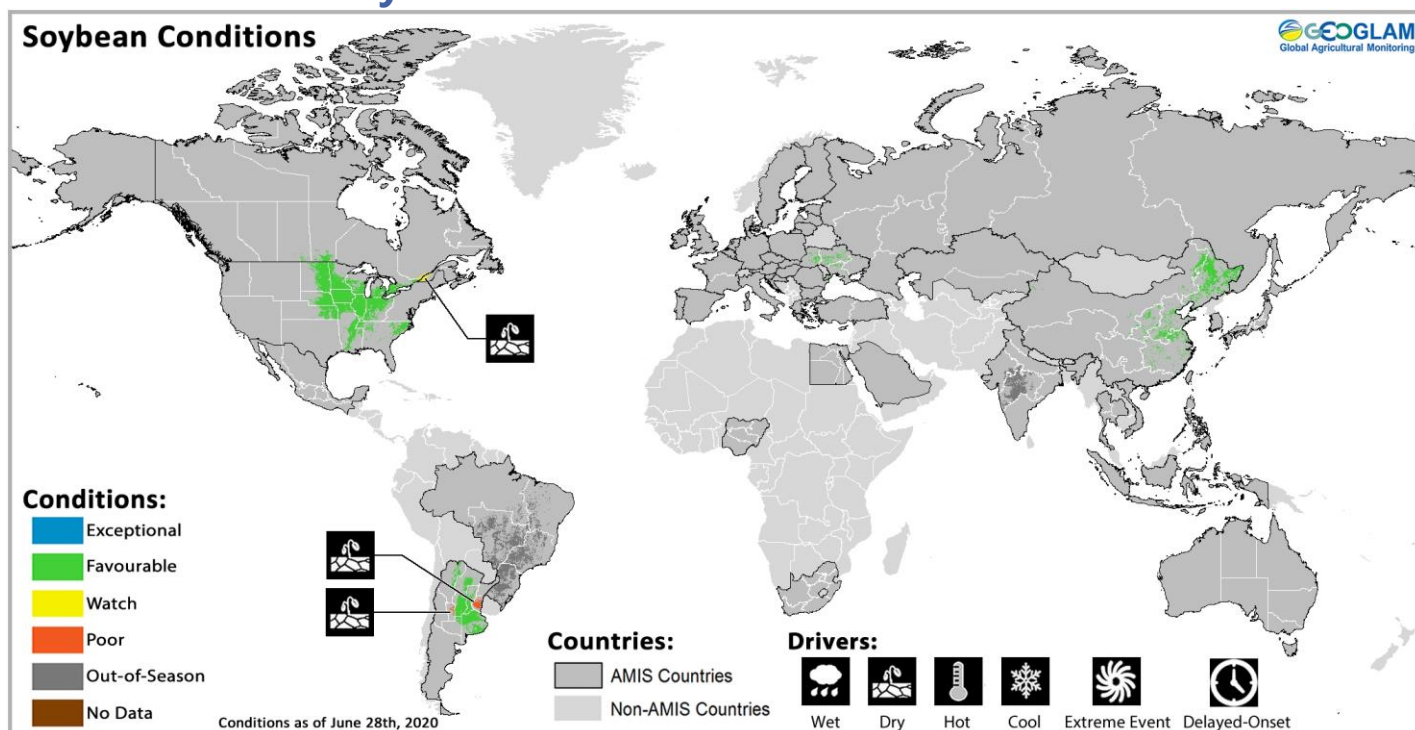 Soybean Conditions
GEOGLAM
Global Agricultural Monitoring
Conditions:
Exceptional
Favourable
Watch
Poor
Out-of-Season
No Data
Conditions as of June 28th, 2020
Countries:
AMIS Countries
Non-AMIS Countries
Drivers:
Wet
Dry
Hot
Cool
Extreme Event
Delayed-Onset